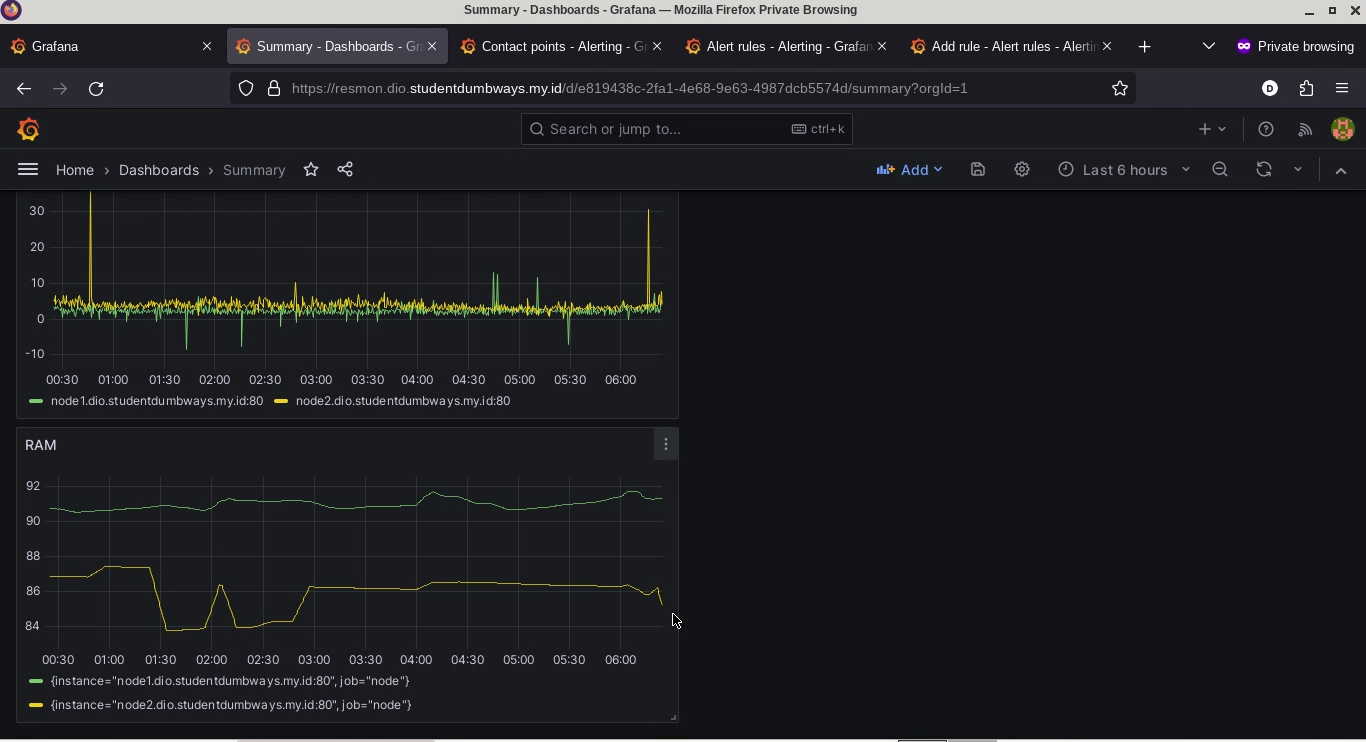 Summary - Dashboards - Grafana — Mozilla Firefox Private Browsing
Grafana
Summary - Dashboards - Gr
Contact points - Alerting - Gr
Alert rules - Alerting - Grafan
Add rule - Alert rules - Alertin
Private browsing
https://resmon.dio.studentdumbways.my.id/d/e819438c-2fa1-4e68-9e63-4987dcb5574d/summary?orgId=1
D
Search or jump to...
ctrl+k
Home › Dashboards › Summary
Add
Last 6 hours
30
20
10
0
-10
00:30 01:00 01:30 02:00 02:30 03:00 03:30 04:00 04:30 05:00 05:30 06:00
node1.dio.studentdumbways.my.id:80 node2.dio.studentdumbways.my.id:80
RAM
92
90
88
86
84
00:30 01:00 01:30 02:00 02:30 03:00 03:30 04:00 04:30 05:00 05:30 06:00
{instance="node1.dio.studentdumbways.my.id:80", job="node"}
{instance="node2.dio.studentdumbways.my.id:80", job="node"}